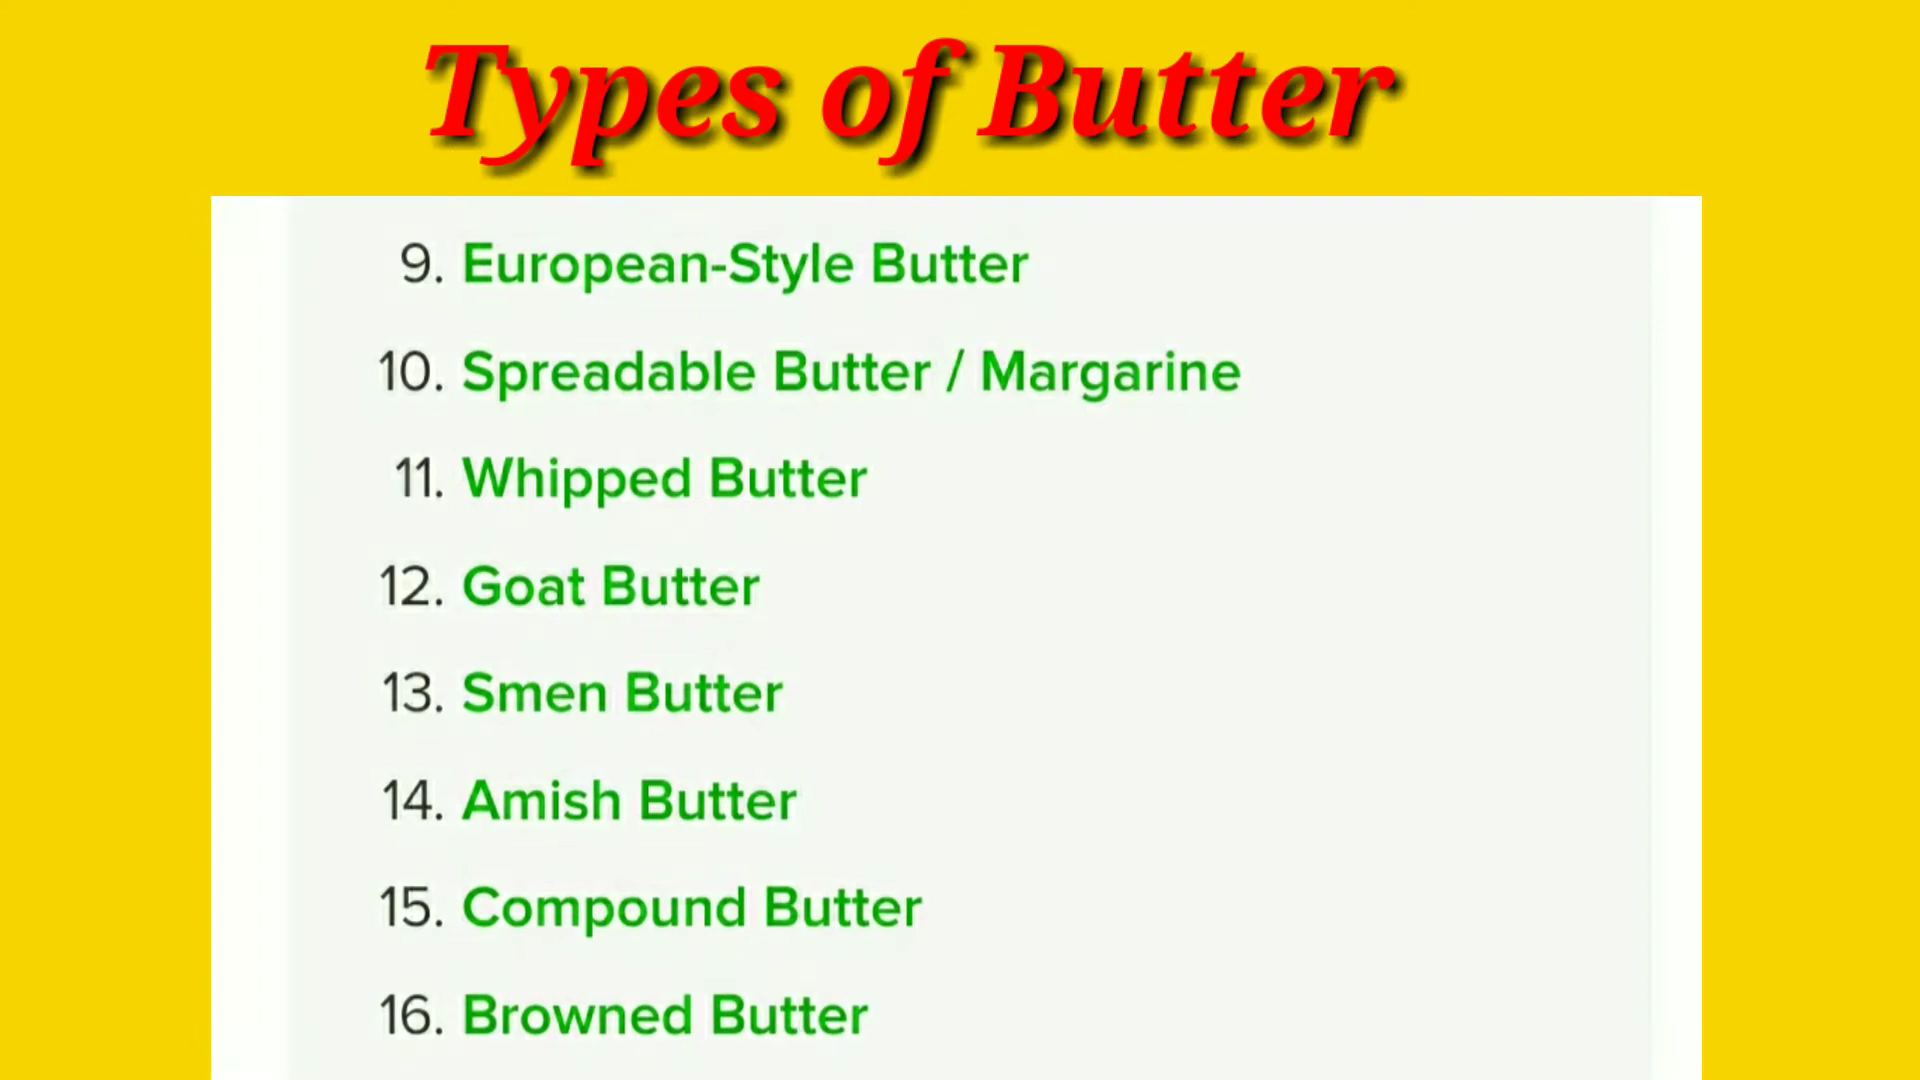 Types of Butter
9. European-Style Butter
10. Spreadable Butter / Margarine
11. Whipped Butter
12. Goat Butter
13. Smen Butter
14. Amish Butter
15. Compound Butter
16. Browned Butter